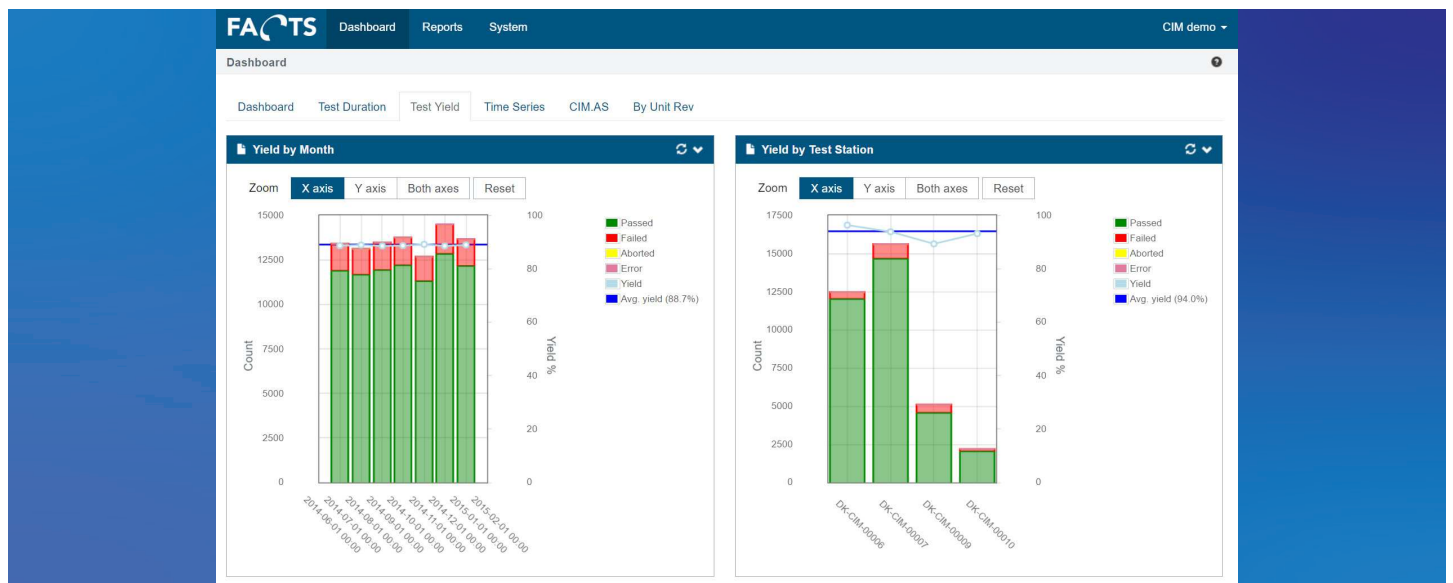 FACTS Dashboard Reports System CIM demo
Dashboard
Dashboard Test Duration Test Yield Time Series CIM.AS By Unit Rev
Yield by Month
Zoom X axis Y axis Both axes Reset
15000
12500
10000
7500
5000
2500
0
Count
100
80
60
40
20
0
Yield %
Passed
Failed
Aborted
Error
Yield
Avg. yield (88.7%)
2014-06-01 00:00
2014-07-01 00:00
2014-08-01 00:00
2014-09-01 00:00
2014-10-01 00:00
2014-11-01 00:00
2014-12-01 00:00
2015-01-01 00:00
2015-02-01 00:00
Yield by Test Station
Zoom X axis Y axis Both axes Reset
17500
15000
12500
10000
7500
5000
2500
0
Count
100
80
60
40
20
0
Yield %
Passed
Failed
Aborted
Error
Yield
Avg. yield (94.0%)
DK-CIM-00006
DK-CIM-00007
DK-CIM-00009
DK-CIM-00010